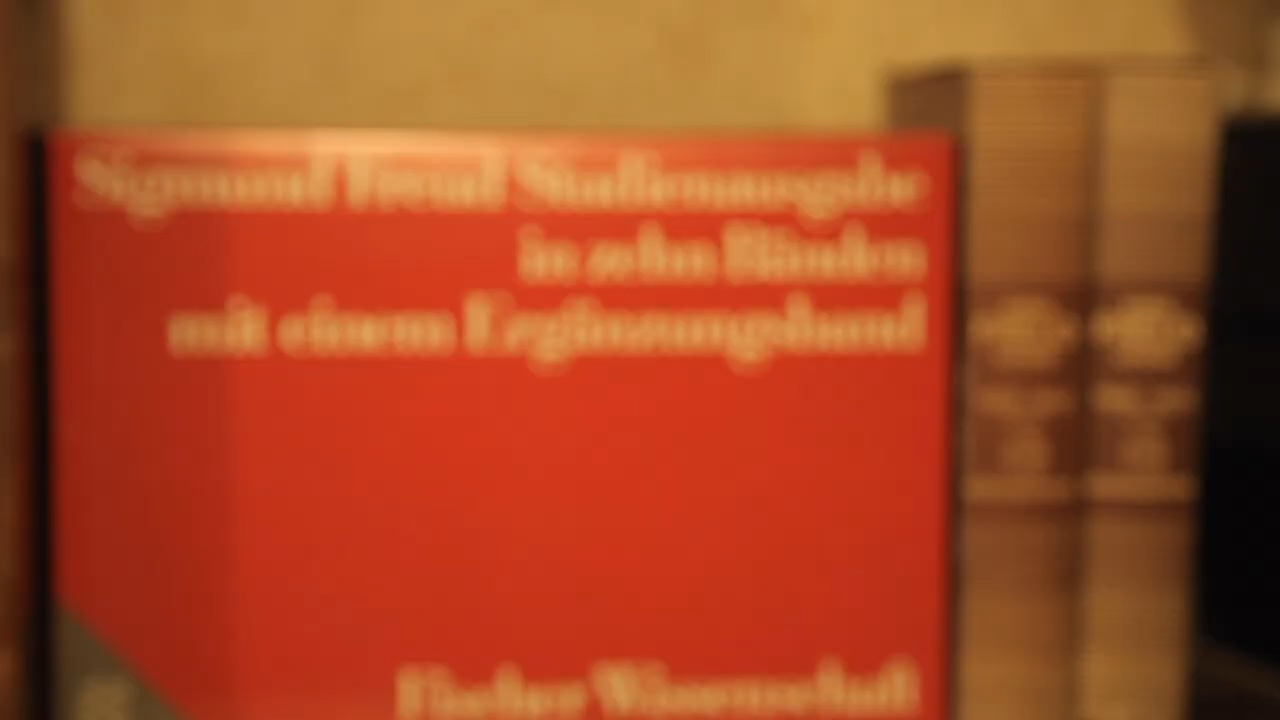 Sigmund Freud Studienausgabe
in zehn Bänden
mit einem Ergänzungsband
Fischer Wissenschaft